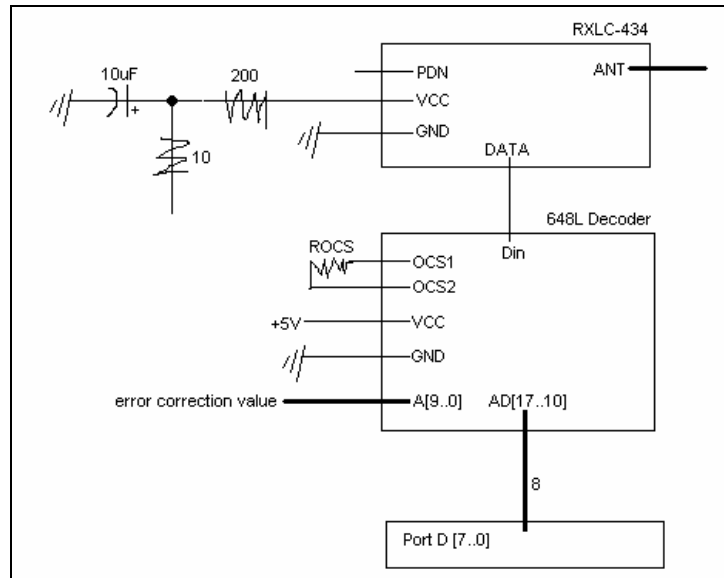 RXLC-434
PDN
ANT
10uF
200
+
VCC
GND
10
DATA
648L Decoder
Din
ROCS
OCS1
OCS2
+5V
VCC
GND
error correction value
A[9..0]
AD[17..10]
8
Port D [7..0]